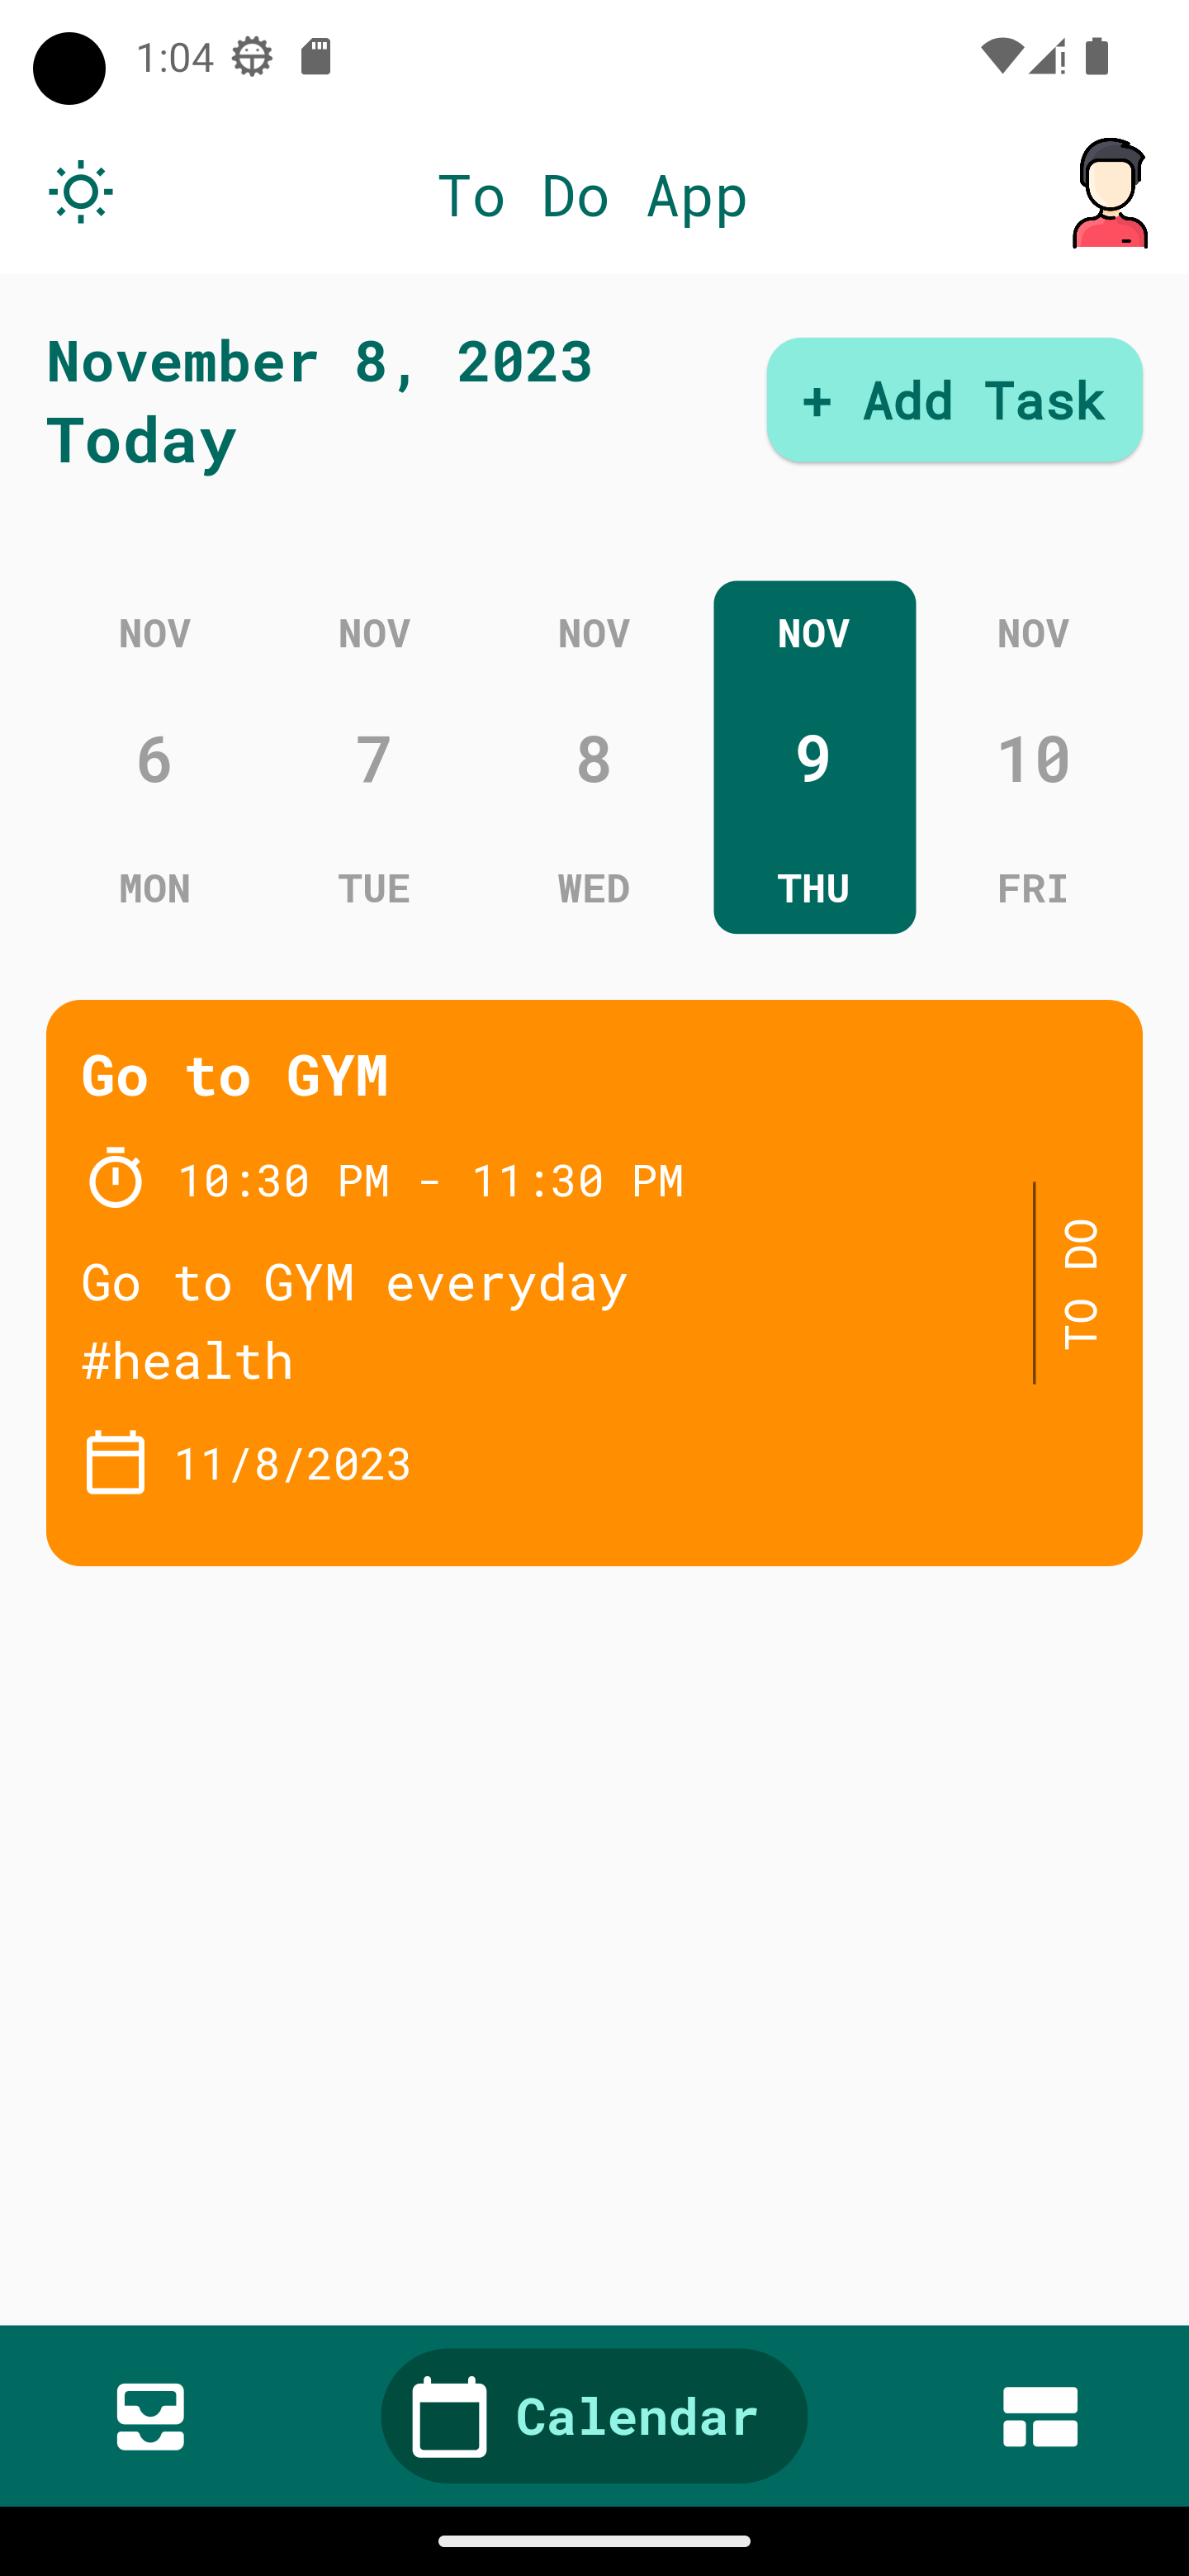 1:04
To Do App
November 8, 2023
Today
+ Add Task
NOV NOV NOV NOV NOV
6 7 8 9 10
MON TUE WED THU FRI
Go to GYM
10:30 PM - 11:30 PM
Go to GYM everyday
#health
11/8/2023
TO DO
Calendar